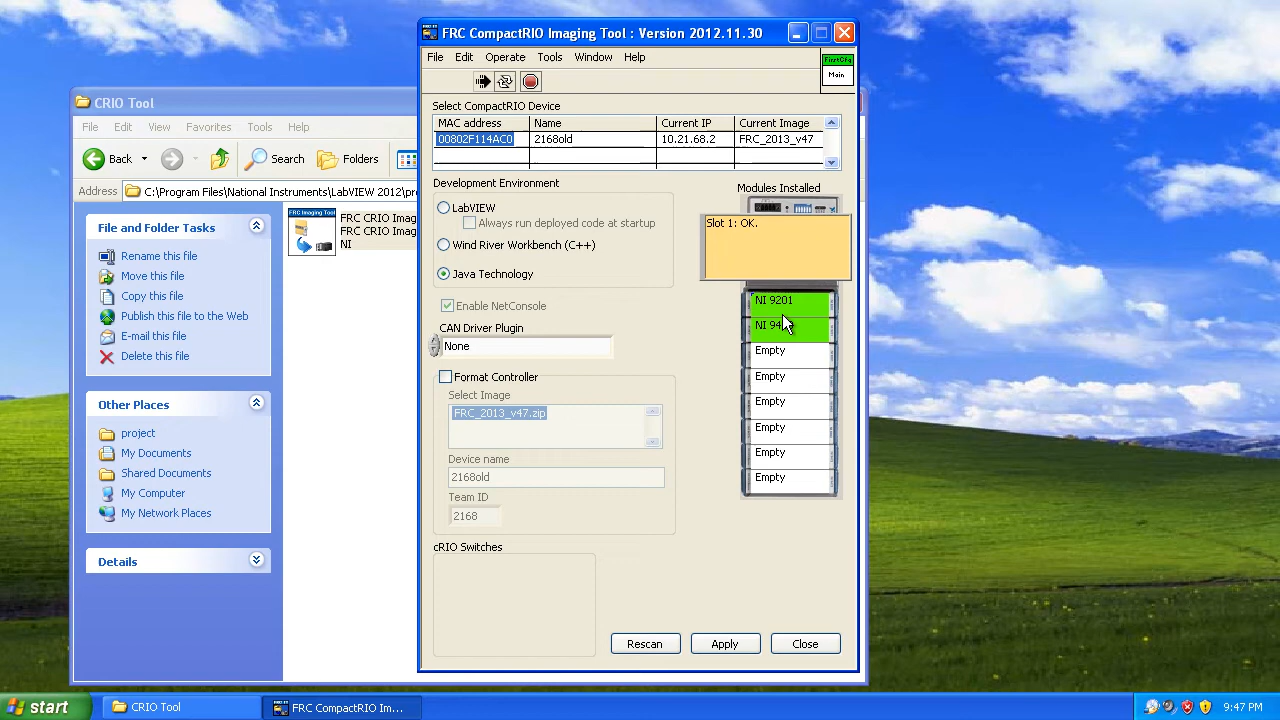 FRC CompactRIO Imaging Tool : Version 2012.11.30
File Edit Operate Tools Window Help
FirstCfg
Main
Select CompactRIO Device
MAC address Name Current IP Current Image
00802F114AC0 2168old 10.21.68.2 FRC_2013_v47
Development Environment
Modules Installed
LabVIEW
Always run deployed code at startup
Wind River Workbench (C++)
Java Technology
Slot 1: OK.
Enable NetConsole
NI 9201
CAN Driver Plugin
None
Empty
Empty
Empty
Empty
Empty
Empty
Format Controller
Select Image
FRC_2013_v47.zip
Device name
2168old
Team ID
2168
cRIO Switches
Rescan Apply Close
CRIO Tool
File Edit View Favorites Tools Help
Back Search Folders
Address C:\Program Files\National Instruments\LabVIEW 2012\pr
File and Folder Tasks
Rename this file
Move this file
Copy this file
Publish this file to the Web
E-mail this file
Delete this file
Other Places
project
My Documents
Shared Documents
My Computer
My Network Places
Details
FRC Imaging Tool
FRC CRIO Imag
FRC CRIO Imag
NI
start CRIO Tool FRC CompactRIO Im... 9:47 PM